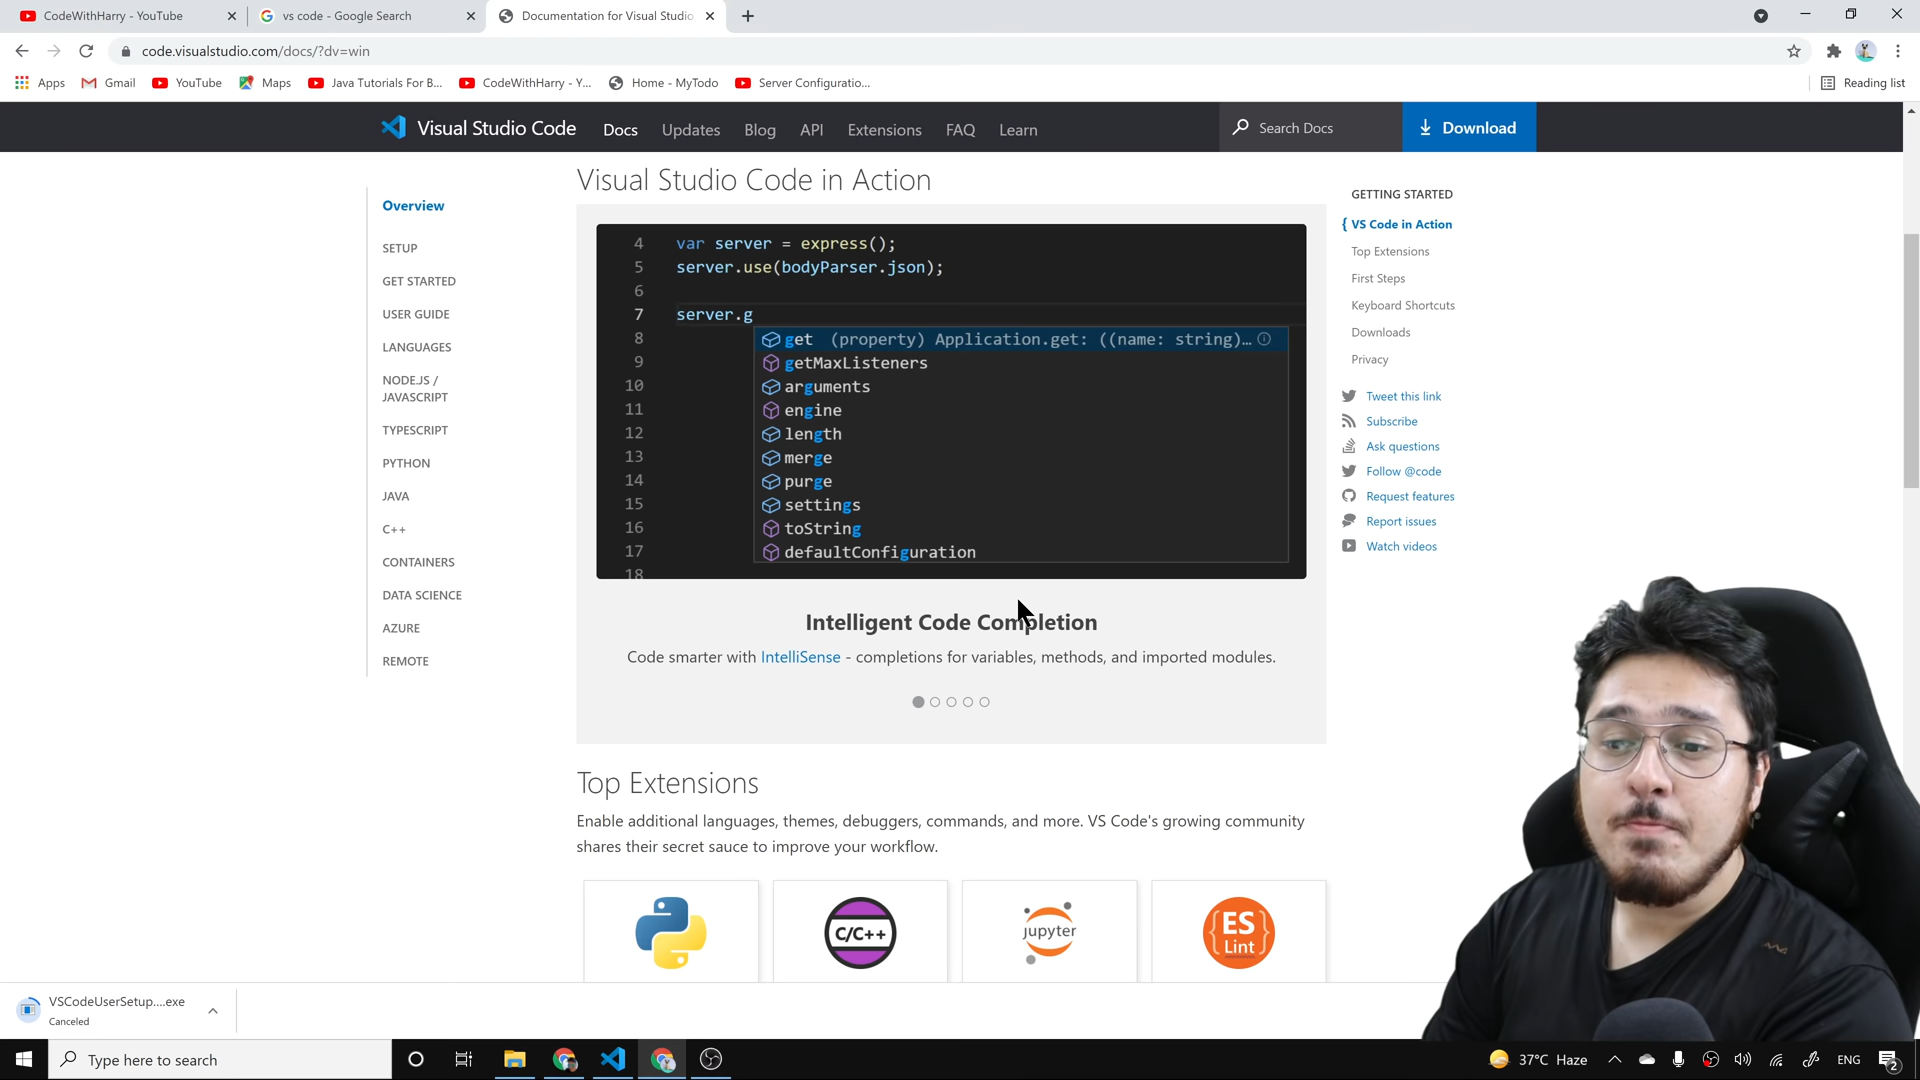 CodeWithHarry - YouTube
vs code - Google Search
Documentation for Visual Studio
code.visualstudio.com/docs/?dv=win
Apps
Gmail
YouTube
Maps
Java Tutorials For B...
CodeWithHarry - Y...
Home - MyTodo
Server Configuratio...
Reading list
Visual Studio Code
Docs
Updates
Blog
API
Extensions
FAQ
Learn
Search Docs
Download
Overview
SETUP
GET STARTED
USER GUIDE
LANGUAGES
NODE.JS /
JAVASCRIPT
TYPESCRIPT
PYTHON
JAVA
C++
CONTAINERS
DATA SCIENCE
AZURE
REMOTE
Visual Studio Code in Action
4 var server = express();
5 server.use(bodyParser.json);
6
7 server.g
8 get (property) Application.get: ((name: string)...
9 getMaxListeners
10 arguments
11 engine
12 length
13 merge
14 purge
15 settings
16 toString
17 defaultConfiguration
18
Intelligent Code Completion
Code smarter with IntelliSense - completions for variables, methods, and imported modules.
Top Extensions
Enable additional languages, themes, debuggers, commands, and more. VS Code's growing community
shares their secret sauce to improve your workflow.
C/C++
jupyter
ES
Lint
GETTING STARTED
{ VS Code in Action
Top Extensions
First Steps
Keyboard Shortcuts
Downloads
Privacy
Tweet this link
Subscribe
Ask questions
Follow @code
Request features
Report issues
Watch videos
VSCodeUserSetup....exe
Canceled
Type here to search
37°C Haze
ENG
2